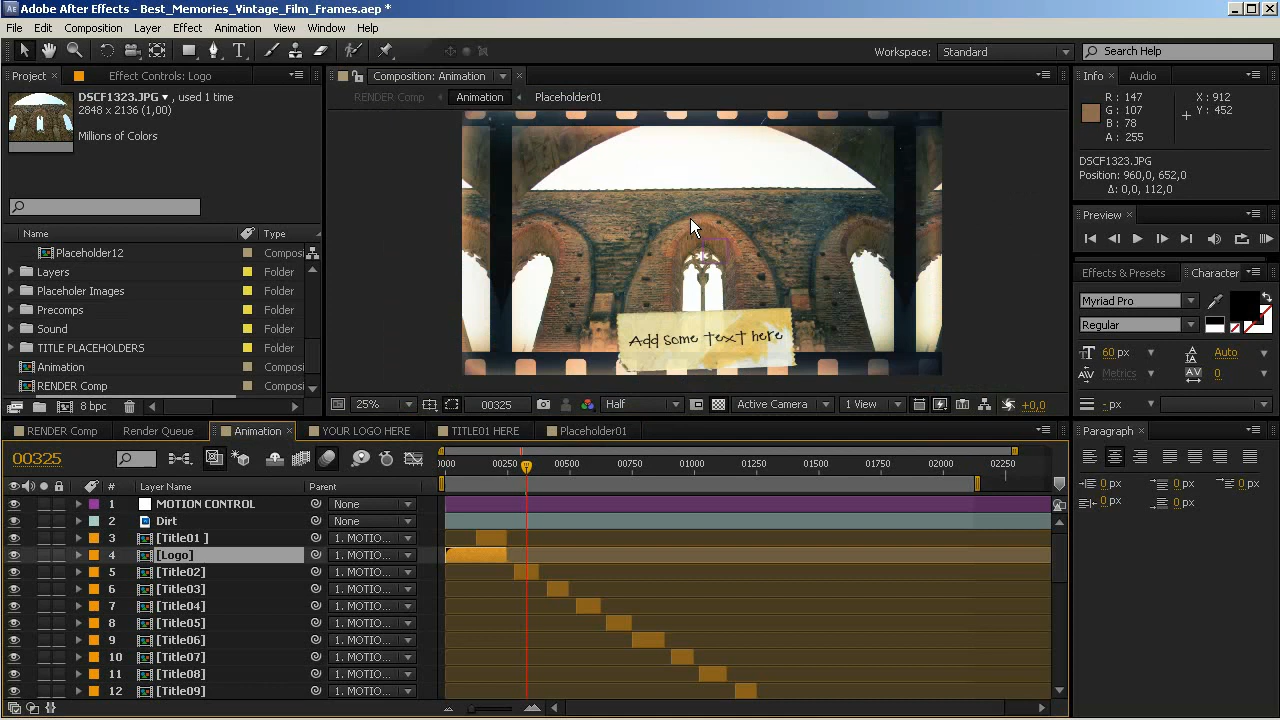 Adobe After Effects - Best_Memories_Vintage_Film_Frames.aep *
File Edit Composition Layer Effect Animation View Window Help
Workspace: Standard Search Help
Project Effect Controls: Logo
DSCF1323.JPG , used 1 time
2848 x 2136 (1,00)
Millions of Colors
Name Type
Placeholder12 Composi
Layers Folder
Placeholer Images Folder
Precomps Folder
Sound Folder
TITLE PLACEHOLDERS Folder
Animation Composi
RENDER Comp Composi
8 bpc
Composition: Animation
RENDER Comp Animation Placeholder01
Add some text here
25% 00325 Half Active Camera 1 View +0,0
Info Audio
R : 147 X : 912
G : 107 Y : 452
B : 78
A : 255
DSCF1323.JPG
Position: 960,0, 652,0
Δ: 0,0, 112,0
Preview
Effects & Presets Character
Myriad Pro
Regular
60 px Auto
Metrics 0
- px
Paragraph
0 px 0 px 0 px
0 px 0 px
RENDER Comp Render Queue Animation YOUR LOGO HERE TITLE01 HERE Placeholder01
00325
0000 00250 00500 00750 01000 01250 01500 01750 02000 02250
# Layer Name Parent
1 MOTION CONTROL None
2 Dirt None
3 [Title01 ] 1. MOTIO...
4 [Logo] 1. MOTIO...
5 [Title02] 1. MOTIO...
6 [Title03] 1. MOTIO...
7 [Title04] 1. MOTIO...
8 [Title05] 1. MOTIO...
9 [Title06] 1. MOTIO...
10 [Title07] 1. MOTIO...
11 [Title08] 1. MOTIO...
12 [Title09] 1. MOTIO...